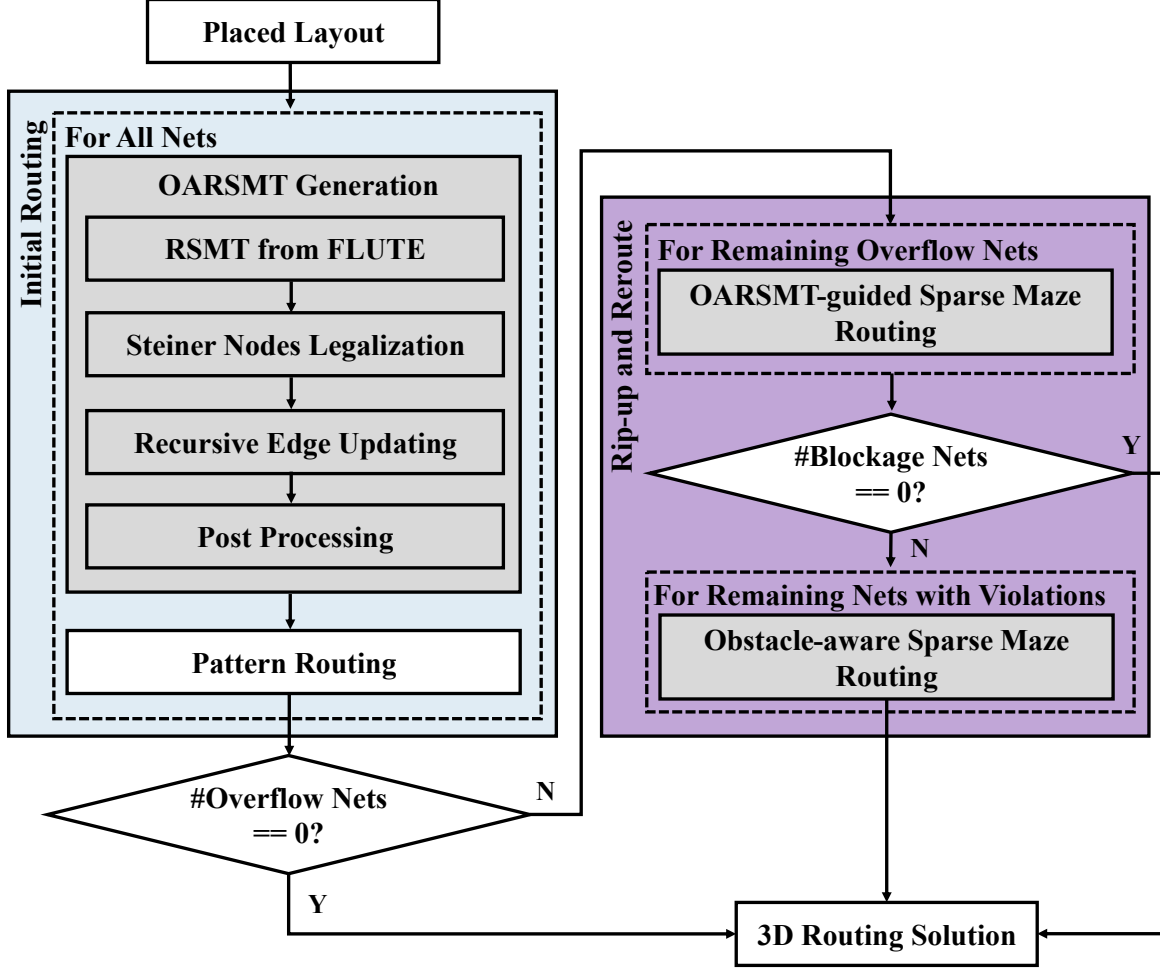 Placed Layout
Initial Routing
For All Nets
OARSMT Generation
RSMT from FLUTE
Steiner Nodes Legalization
Recursive Edge Updating
Post Processing
Pattern Routing
#Overflow Nets
== 0?
N
Y
Rip-up and Reroute
For Remaining Overflow Nets
OARSMT-guided Sparse Maze
Routing
#Blockage Nets
== 0?
Y
N
For Remaining Nets with Violations
Obstacle-aware Sparse Maze
Routing
3D Routing Solution